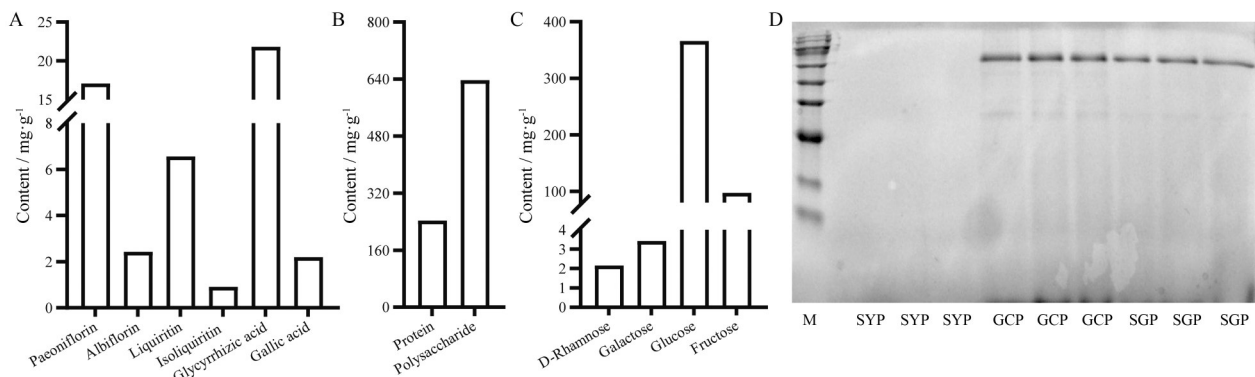 A
Content / mg·g-1
25
20
15
8
6
4
2
0
Paeoniflorin
Albiflorin
Liquiritin
Isoliquiritin
Glycyrrhizic acid
Gallic acid
B
Content / mg·g-1
800
640
480
320
160
0
Protein
Polysaccharide
C
Content / mg·g-1
400
300
200
100
4
3
2
1
0
D-Rhamnose
Galactose
Glucose
Fructose
D
M SYP SYP SYP GCP GCP GCP SGP SGP SGP